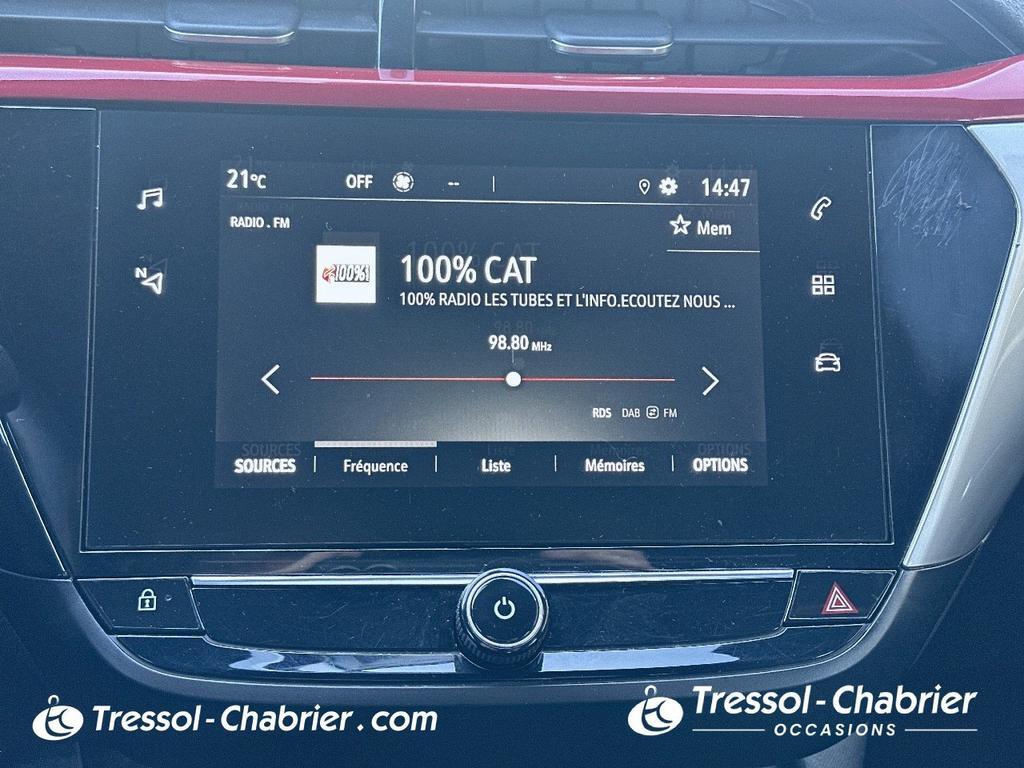 21°C OFF -- 14:47
RADIO . FM
Mem
100%
100% CAT
100% RADIO LES TUBES ET L'INFO.ECOUTEZ NOUS ...
98.80 MHz
RDS DAB FM
SOURCES Fréquence Liste Mémoires OPTIONS
N
Tressol-Chabrier.com
Tressol-Chabrier
OCCASIONS